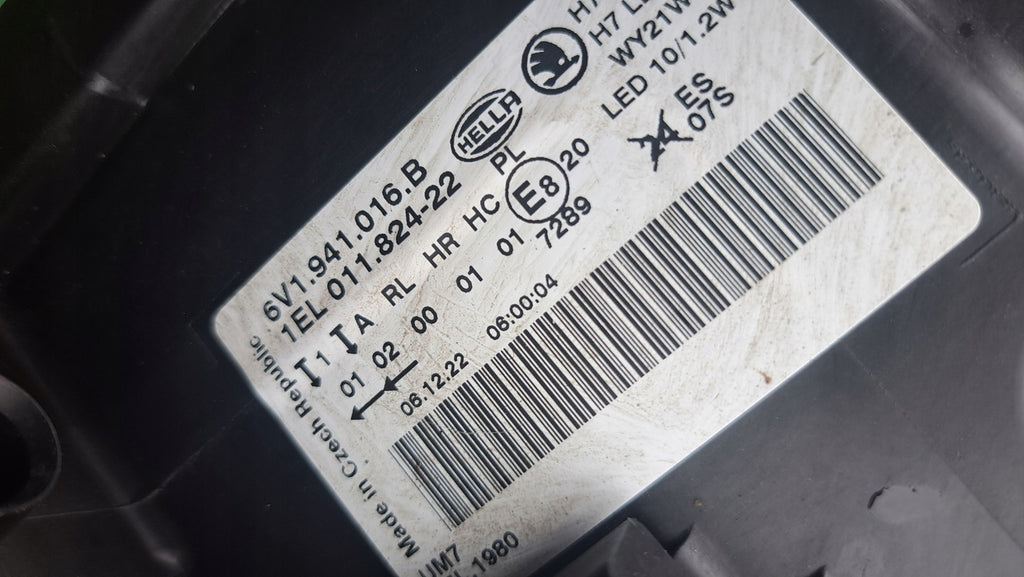 6V1.941.016.B
1EL 011.824-22
HELLA
H7
WY21W
LED 10/1.2W
24 ES
07S
1 A RL HR HC PL
01 02 00 01 01 E8 20
7289
06.12.22 06:00:04
Made in Czech Republic
1980